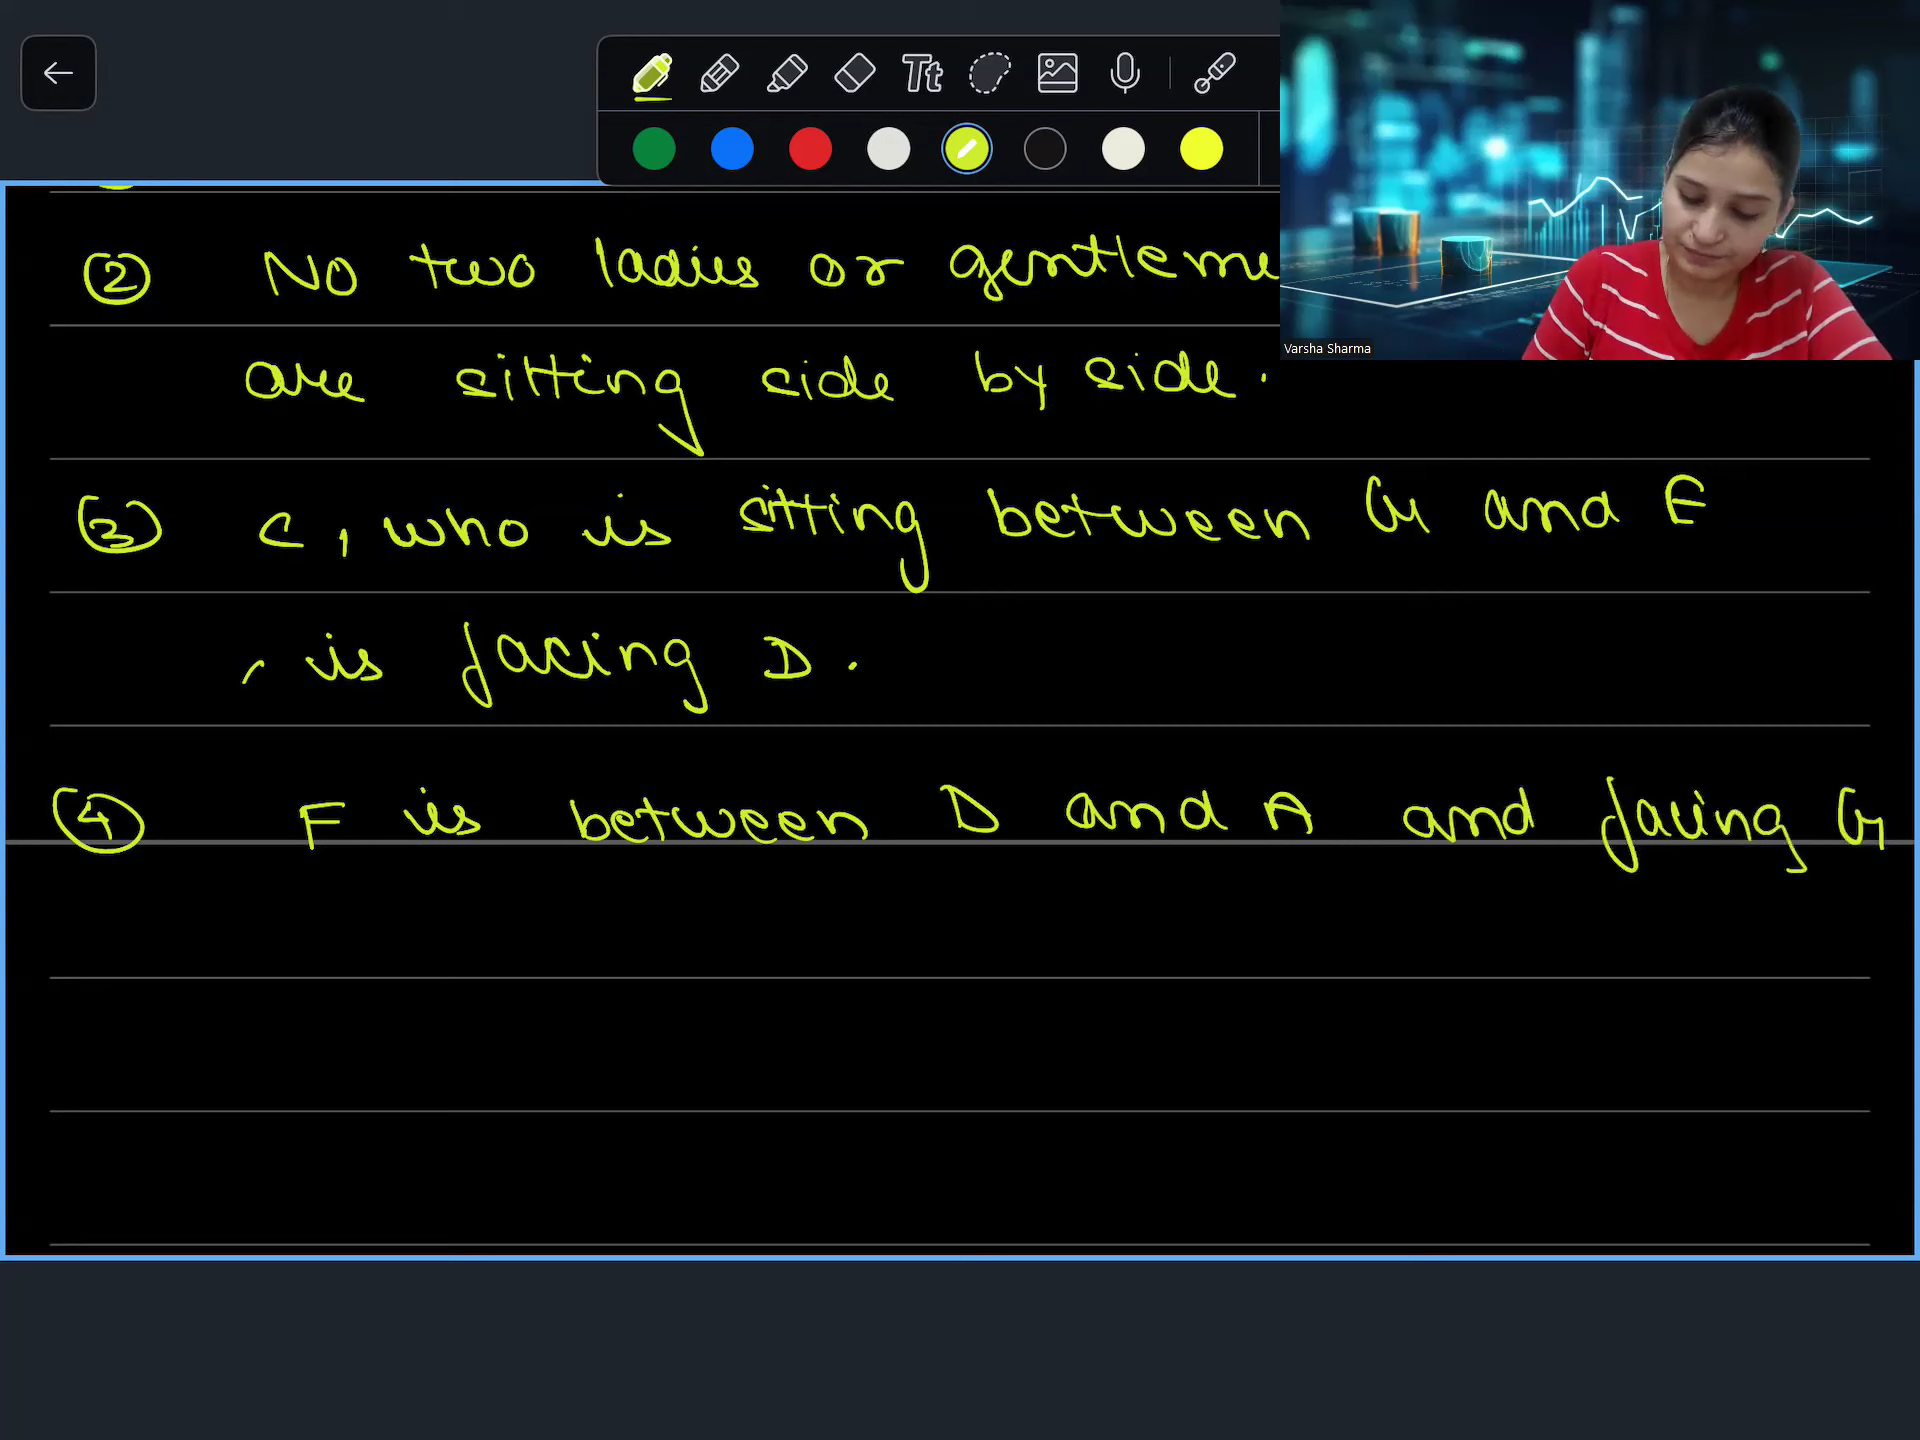 Tt
Varsha Sharma
(2) No two ladies or gentleme
are sitting side by side.
(3) C, who is sitting between G and E
, is facing D.
(4) F is between D and A and facing G